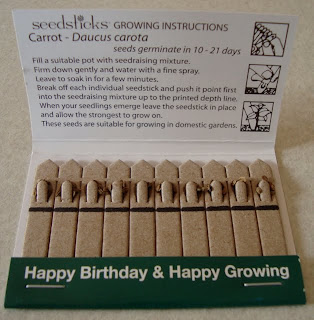 seedsticks® GROWING INSTRUCTIONS
Carrot - Daucus carota
seeds germinate in 10 - 21 days
Fill a suitable pot with seedraising mixture.
Firm down gently and water with a fine spray.
Leave to soak in for a few minutes.
Break off each individual seedstick and push it point first
into the seedraising mixture up to the printed depth line.
When your seedlings emerge leave the seedstick in place
and allow the strongest to grow on.
These seeds are suitable for growing in domestic gardens.
Happy Birthday & Happy Growing